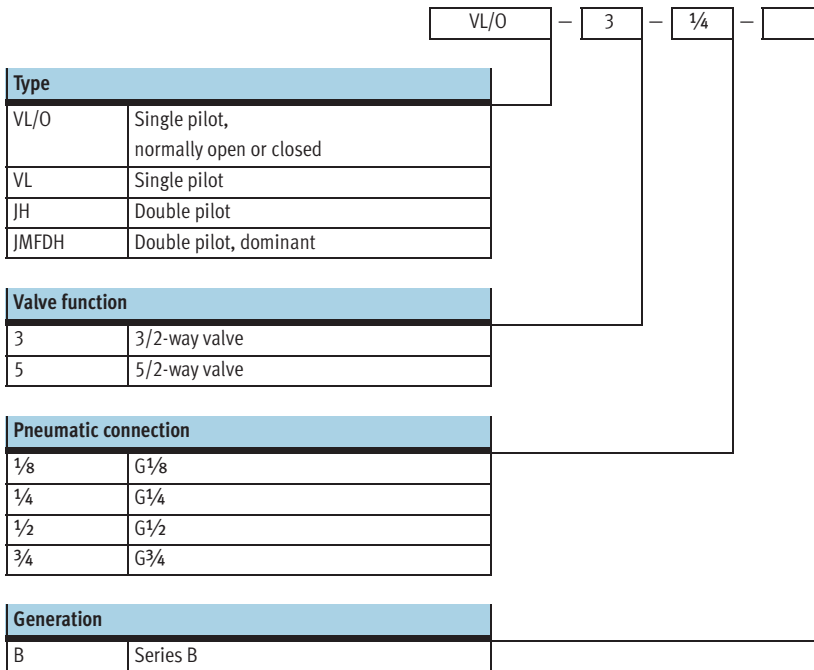 VL/O – 3 – ¼ –
Type
VL/O Single pilot,
normally open or closed
VL Single pilot
JH Double pilot
JMFDH Double pilot, dominant
Valve function
3 3/2-way valve
5 5/2-way valve
Pneumatic connection
⅛ G⅛
¼ G¼
½ G½
¾ G¾
Generation
B Series B